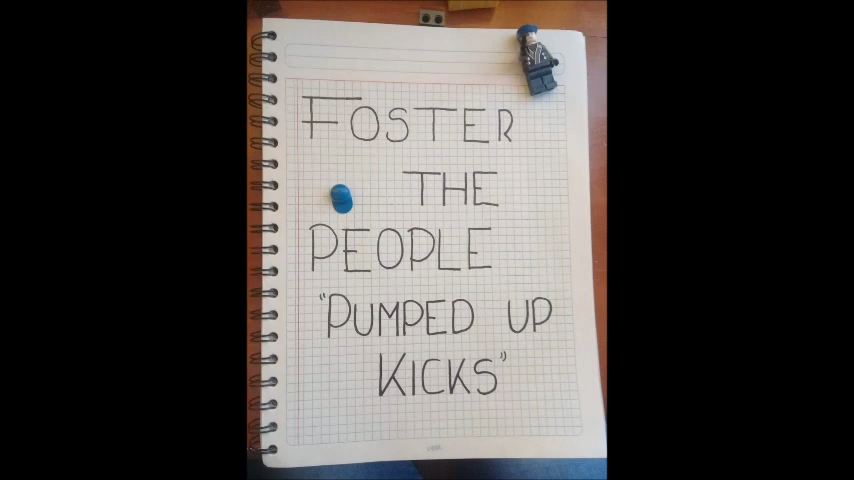 FOSTER
THE
PEOPLE
"PUMPED UP
KICKS"